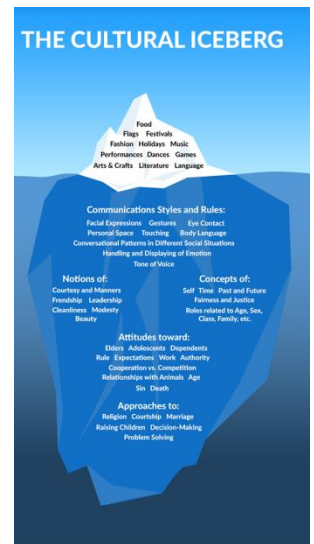 THE CULTURAL ICEBERG
Food
Flags Festivals
Fashion Holidays Music
Performances Dances Games
Arts & Crafts Literature Language
Communications Styles and Rules:
Facial Expressions Gestures Eye Contact
Personal Space Touching Body Language
Conversational Patterns in Different Social Situations
Handling and Displaying of Emotion
Tone of Voice
Notions of:
Courtesy and Manners
Frendship Leadership
Cleanliness Modesty
Beauty
Concepts of:
Self Time Past and Future
Fairness and Justice
Roles related to Age, Sex,
Class, Family, etc.
Attitudes toward:
Elders Adolescents Dependents
Rule Expectations Work Authority
Cooperation vs. Competition
Relationships with Animals Age
Sin Death
Approaches to:
Religion Courtship Marriage
Raising Children Decision-Making
Problem Solving